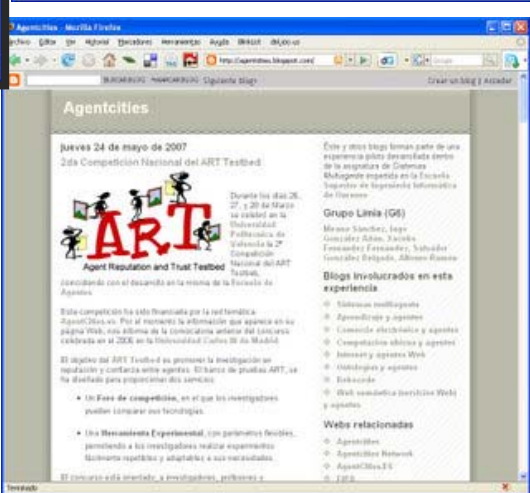 Agentcities - Mozilla Firefox
Archivo Editar Ver Historial Marcadores Herramientas Ayuda
http://agentcities.blogspot.com/
Siguiente blog»
Crear un blog | Acceder
Agentcities
jueves 24 de mayo de 2007
2da Competicion Nacional del ART Testbed
ART
Agent Reputation and Trust Testbed
Durante los días 26,
27, y 28 de Marzo
se celebró en la
Universidad
Politecnica de
Valencia la 2ª
Competición
Nacional del ART
Testbed,
coincidiendo con el desarrollo en la misma de la Escuela de
Agentes.
Esta competición ha sido financiada por la red temática
AgentCities.es. Por el momento la información que aparece en su
página Web, nos informa de la convocatoria anterior del concurso
celebrada en el 2006 en la Universidad Carlos III de Madrid.
El objetivo del ART Testbed es promover la investigación en
reputación y confianza entre agentes. El banco de pruebas ART, se
ha diseñado para proporcionar dos servicios:
Un Foro de competición, en el que los investigadores
pueden comparar sus tecnologías.
Una Herramienta Experimental, con parámetros flexibles,
permitiendo a los investigadores realizar experimentos
fácilmente repetibles y adaptables a sus necesidades.
El concurso está orientado, a investigadores, profesores y
Éste y otros blogs forman parte de una
experiencia piloto desarrollada dentro
de la asignatura de Sistemas
Multiagente impartida en la Escuela
Superior de Ingeniería Informática
de Ourense
Grupo Limia (G6)
González
Fernández Fernández, Salvador
González Delgado, Alfonso Ramón
Blogs involucrados en esta
experiencia
Sistemas multiagente
Aprendizaje y agentes
Comercio electrónico y agentes
Computación ubicua y agentes
Internet y agentes Web
Ontologías y agentes
Robocode
Web semántica (servicios Web)
y agentes
Webs relacionadas
Agentcities
Agentcities Network
AgentCities.ES
FIPA
Terminado